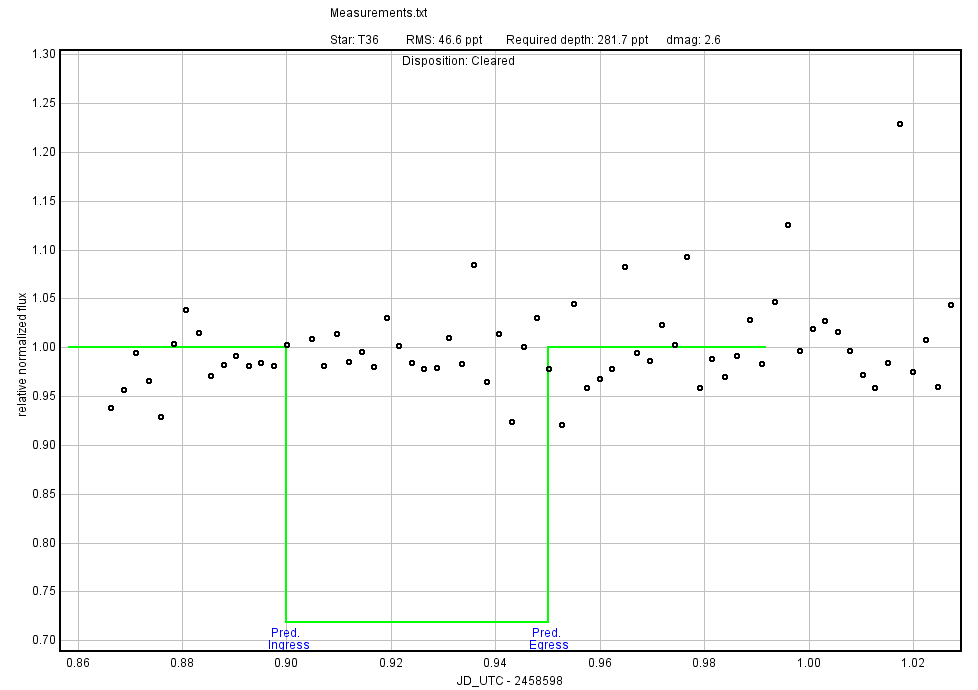 Measurements.txt
Star: T36 RMS: 46.6 ppt Required depth: 281.7 ppt dmag: 2.6
Disposition: Cleared
1.30
1.25
1.20
1.15
1.10
1.05
1.00
0.95
0.90
0.85
0.80
0.75
0.70
relative normalized flux
Pred.
Ingress
Pred.
Egress
0.86 0.88 0.90 0.92 0.94 0.96 0.98 1.00 1.02
JD_UTC - 2458598